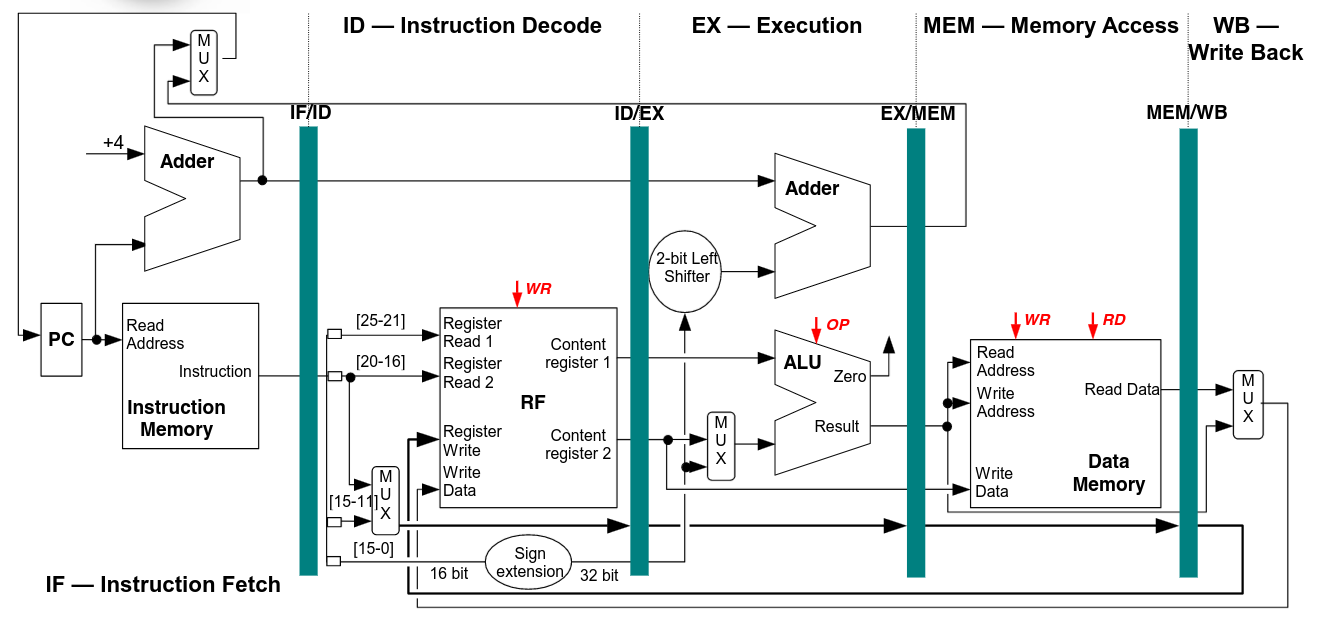 ID — Instruction Decode
EX — Execution
MEM — Memory Access
WB —
Write Back
M
U
X
IF/ID
ID/EX
EX/MEM
MEM/WB
+4
Adder
Adder
2-bit Left
Shifter
WR
OP
WR
RD
PC
Read
Address
Instruction
Instruction
Memory
[25-21]
[20-16]
[15-11]
[15-0]
M
U
X
Register
Read 1
Register
Read 2
RF
Register
Write
Write
Data
Content
register 1
Content
register 2
M
U
X
ALU
Zero
Result
Read
Address
Write
Address
Write
Data
Read Data
Data
Memory
M
U
X
16 bit
Sign
extension
32 bit
IF — Instruction Fetch